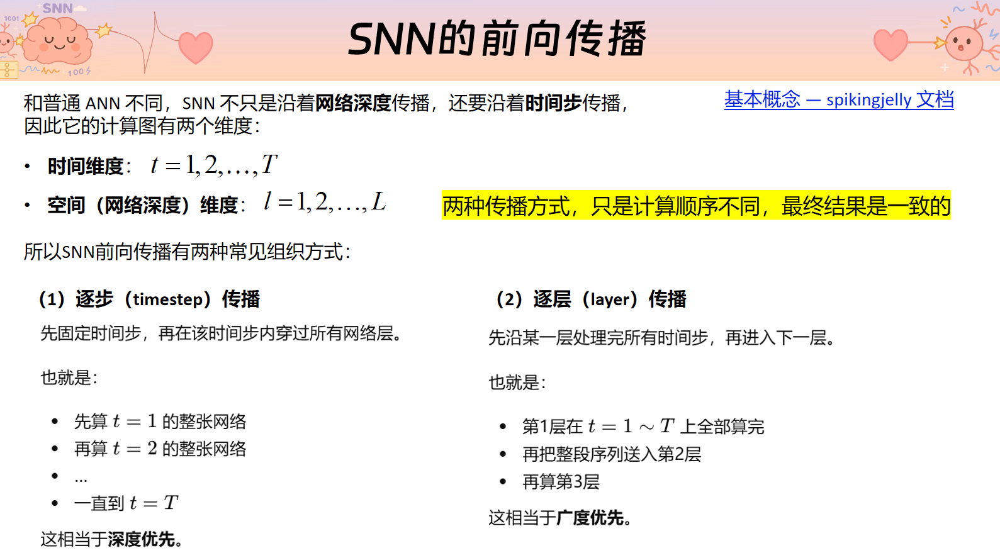 SNN
1001
100
SNN的前向传播
和普通 ANN 不同，SNN 不只是沿着网络深度传播，还要沿着时间步传播，
因此它的计算图有两个维度：
基本概念 — spikingjelly 文档
• 时间维度： t = 1, 2, …, T
• 空间（网络深度）维度： l = 1, 2, …, L
两种传播方式，只是计算顺序不同，最终结果是一致的
所以SNN前向传播有两种常见组织方式：
（1）逐步（timestep）传播
先固定时间步，再在该时间步内穿过所有网络层。
也就是：
• 先算 t = 1 的整张网络
• 再算 t = 2 的整张网络
• ...
• 一直到 t = T
这相当于深度优先。
（2）逐层（layer）传播
先沿某一层处理完所有时间步，再进入下一层。
也就是：
• 第1层在 t = 1 ∼ T 上全部算完
• 再把整段序列送入第2层
• 再算第3层
这相当于广度优先。